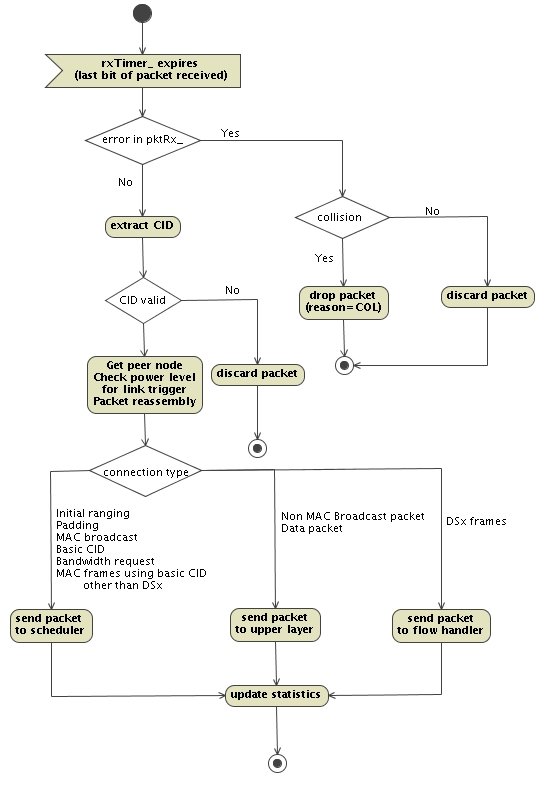 rxTimer_ expires
(last bit of packet received)
error in pktRx_
Yes
No
extract CID
collision
No
Yes
CID valid
No
drop packet
(reason=COL)
discard packet
Get peer node
Check power level
for link trigger
Packet reassembly
discard packet
connection type
Initial ranging
Padding
MAC broadcast
Basic CID
Bandwidth request
MAC frames using basic CID
other than DSx
Non MAC Broadcast packet
Data packet
DSx frames
send packet
to scheduler
send packet
to upper layer
send packet
to flow handler
update statistics